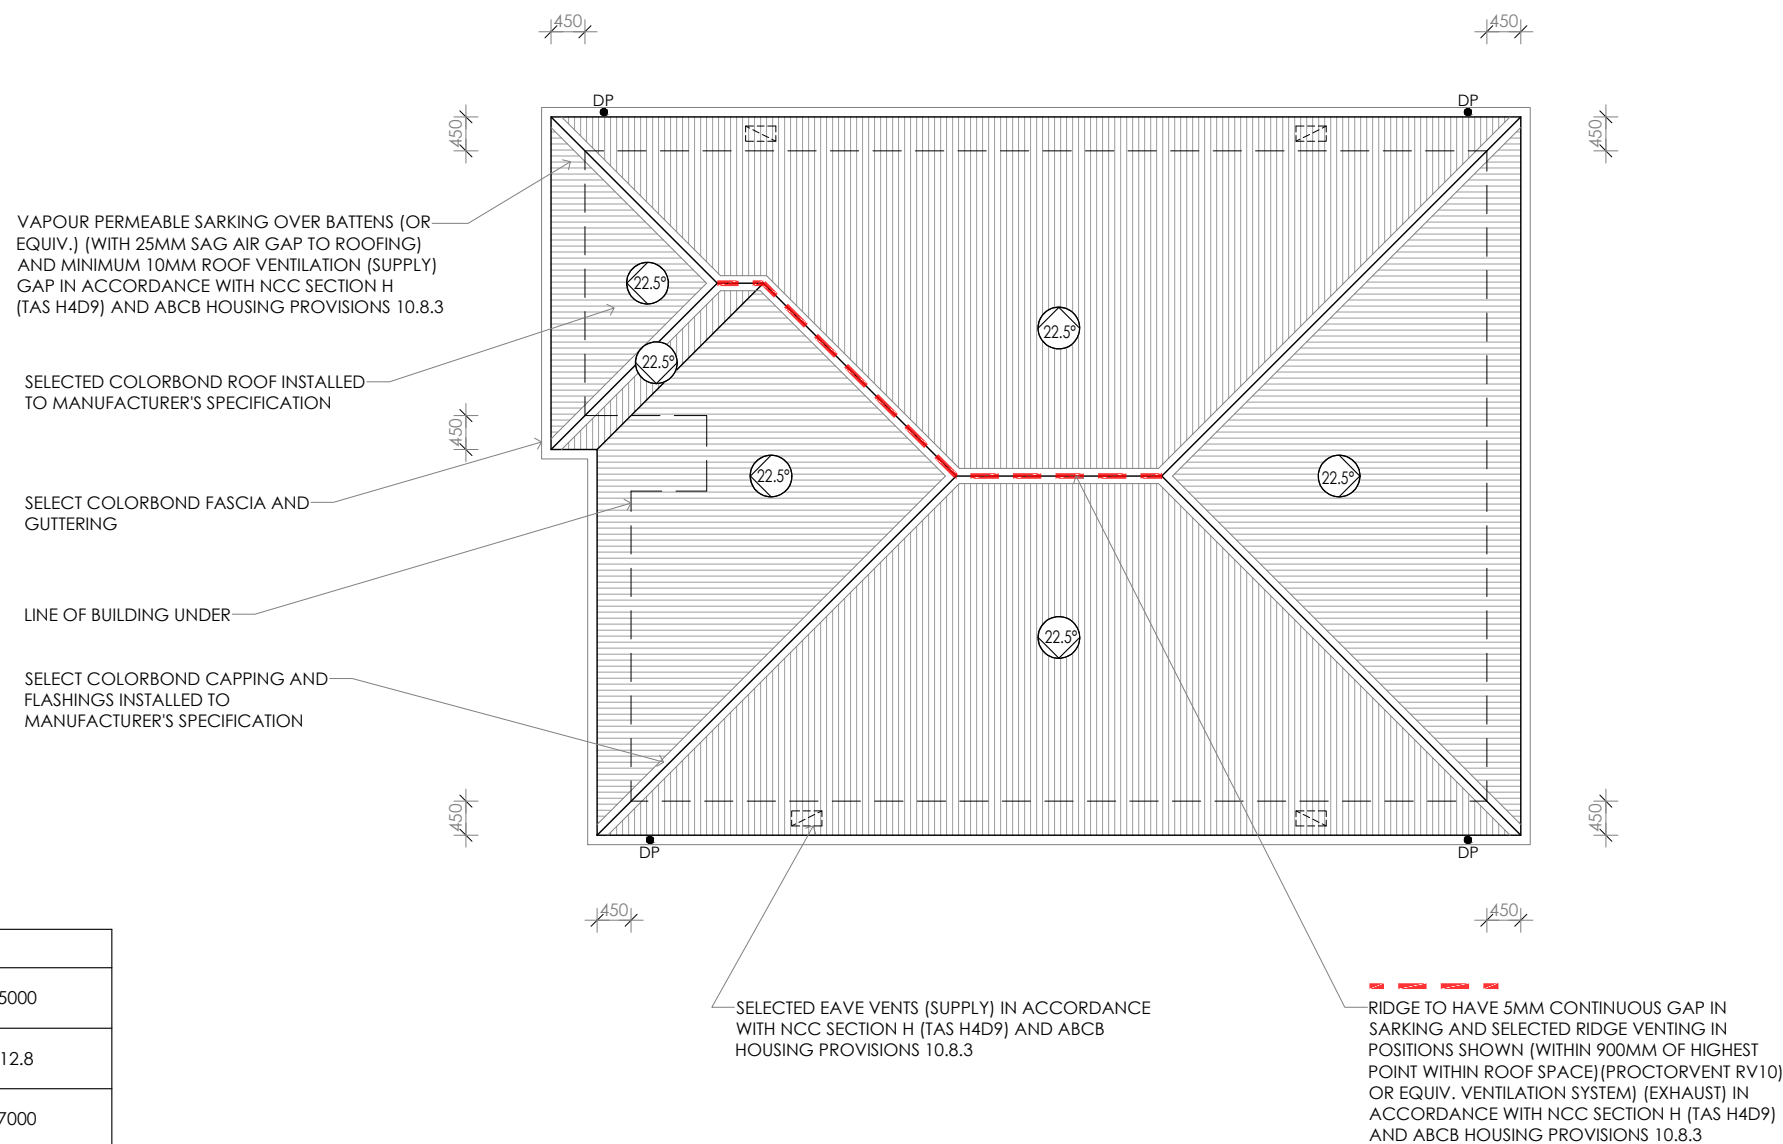 450
450
DP
DP
450
450
VAPOUR PERMEABLE SARKING OVER BATTENS (OR
EQUIV.) (WITH 25MM SAG AIR GAP TO ROOFING)
AND MINIMUM 10MM ROOF VENTILATION (SUPPLY)
GAP IN ACCORDANCE WITH NCC SECTION H
(TAS H4D9) AND ABCB HOUSING PROVISIONS 10.8.3
22.5°
22.5°
22.5°
SELECTED COLORBOND ROOF INSTALLED
TO MANUFACTURER'S SPECIFICATION
450
22.5°
22.5°
SELECT COLORBOND FASCIA AND
GUTTERING
LINE OF BUILDING UNDER
22.5°
SELECT COLORBOND CAPPING AND
FLASHINGS INSTALLED TO
MANUFACTURER'S SPECIFICATION
450
450
DP
DP
450
450
5000
12.8
7000
SELECTED EAVE VENTS (SUPPLY) IN ACCORDANCE
WITH NCC SECTION H (TAS H4D9) AND ABCB
HOUSING PROVISIONS 10.8.3
RIDGE TO HAVE 5MM CONTINUOUS GAP IN
SARKING AND SELECTED RIDGE VENTING IN
POSITIONS SHOWN (WITHIN 900MM OF HIGHEST
POINT WITHIN ROOF SPACE)(PROCTORVENT RV10)
OR EQUIV. VENTILATION SYSTEM) (EXHAUST) IN
ACCORDANCE WITH NCC SECTION H (TAS H4D9)
AND ABCB HOUSING PROVISIONS 10.8.3